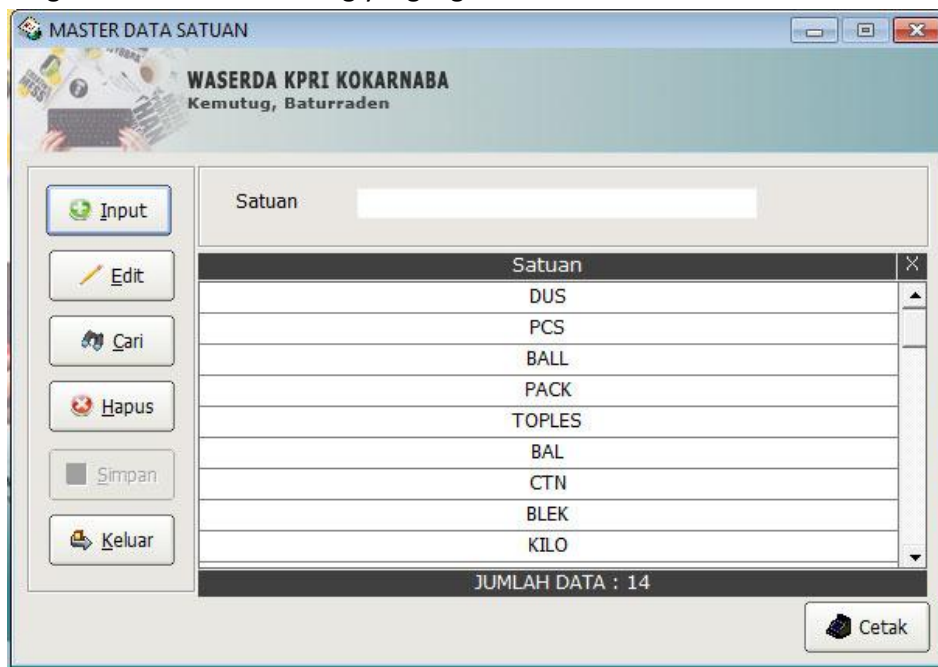 MASTER DATA SATUAN
WASERDA KPRI KOKARNABA
Kemutug, Baturraden
Input
Edit
Cari
Hapus
Simpan
Keluar
Satuan
Satuan X
DUS
PCS
BALL
PACK
TOPLES
BAL
CTN
BLEK
KILO
JUMLAH DATA : 14
Cetak